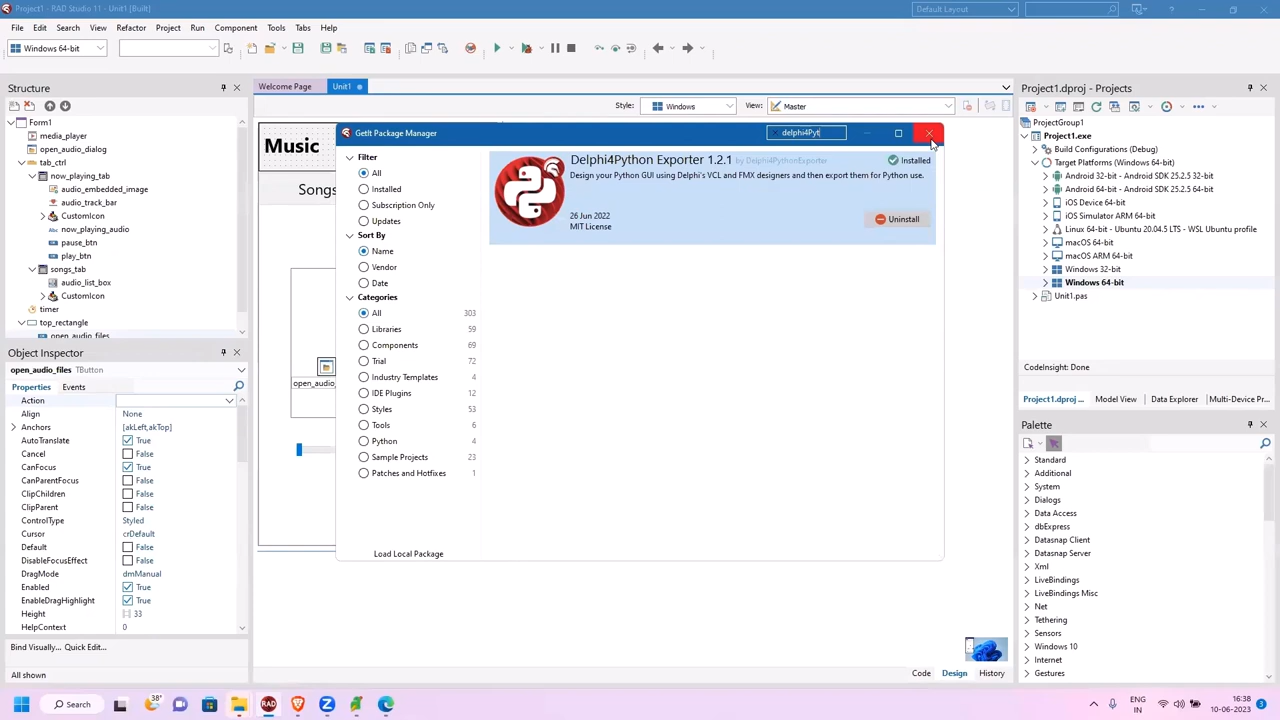 Project1 - RAD Studio 11 - Unit1 [Built]
Default Layout
File Edit Search View Refactor Project Run Component Tools Tabs Help
Windows 64-bit
Structure
Form1
media_player
open_audio_dialog
tab_ctrl
now_playing_tab
audio_embedded_image
audio_track_bar
CustomIcon
now_playing_audio
pause_btn
play_btn
songs_tab
audio_list_box
CustomIcon
timer
top_rectangle
open_audio_files
Object Inspector
open_audio_files TButton
Properties Events
Action
Align None
Anchors [akLeft,akTop]
AutoTranslate True
Cancel False
CanFocus True
CanParentFocus False
ClipChildren False
ClipParent False
ControlType Styled
Cursor crDefault
Default False
DisableFocusEffect False
DragMode dmManual
Enabled True
EnableDragHighlight True
Height 33
HelpContext 0
Bind Visually... Quick Edit...
All shown
Welcome Page Unit1
Style: Windows View: Master
Music
Songs
open_audio_
GetIt Package Manager
delphi4Pyt
Filter
All
Installed
Subscription Only
Updates
Sort By
Name
Vendor
Date
Categories
All 303
Libraries 59
Components 69
Trial 72
Industry Templates 4
IDE Plugins 12
Styles 53
Tools 6
Python 4
Sample Projects 23
Patches and Hotfixes 1
Load Local Package
Delphi4Python Exporter 1.2.1 by Delphi4PythonExporter
Installed
Design your Python GUI using Delphi's VCL and FMX designers and then export them for Python use.
26 Jun 2022
MIT License
Uninstall
Code Design History
Project1.dproj - Projects
ProjectGroup1
Project1.exe
Build Configurations (Debug)
Target Platforms (Windows 64-bit)
Android 32-bit - Android SDK 25.2.5 32-bit
Android 64-bit - Android SDK 25.2.5 64-bit
iOS Device 64-bit
iOS Simulator ARM 64-bit
Linux 64-bit - Ubuntu 20.04.5 LTS - WSL Ubuntu profile
macOS 64-bit
macOS ARM 64-bit
Windows 32-bit
Windows 64-bit
Unit1.pas
CodeInsight: Done
Project1.dproj ... Model View Data Explorer Multi-Device Pr...
Palette
Standard
Additional
System
Dialogs
Data Access
dbExpress
Datasnap Client
Datasnap Server
Xml
LiveBindings
LiveBindings Misc
Net
Tethering
Sensors
Windows 10
Internet
Gestures
Search
38°
RAD
ENG
IN
16:38
10-06-2023
3